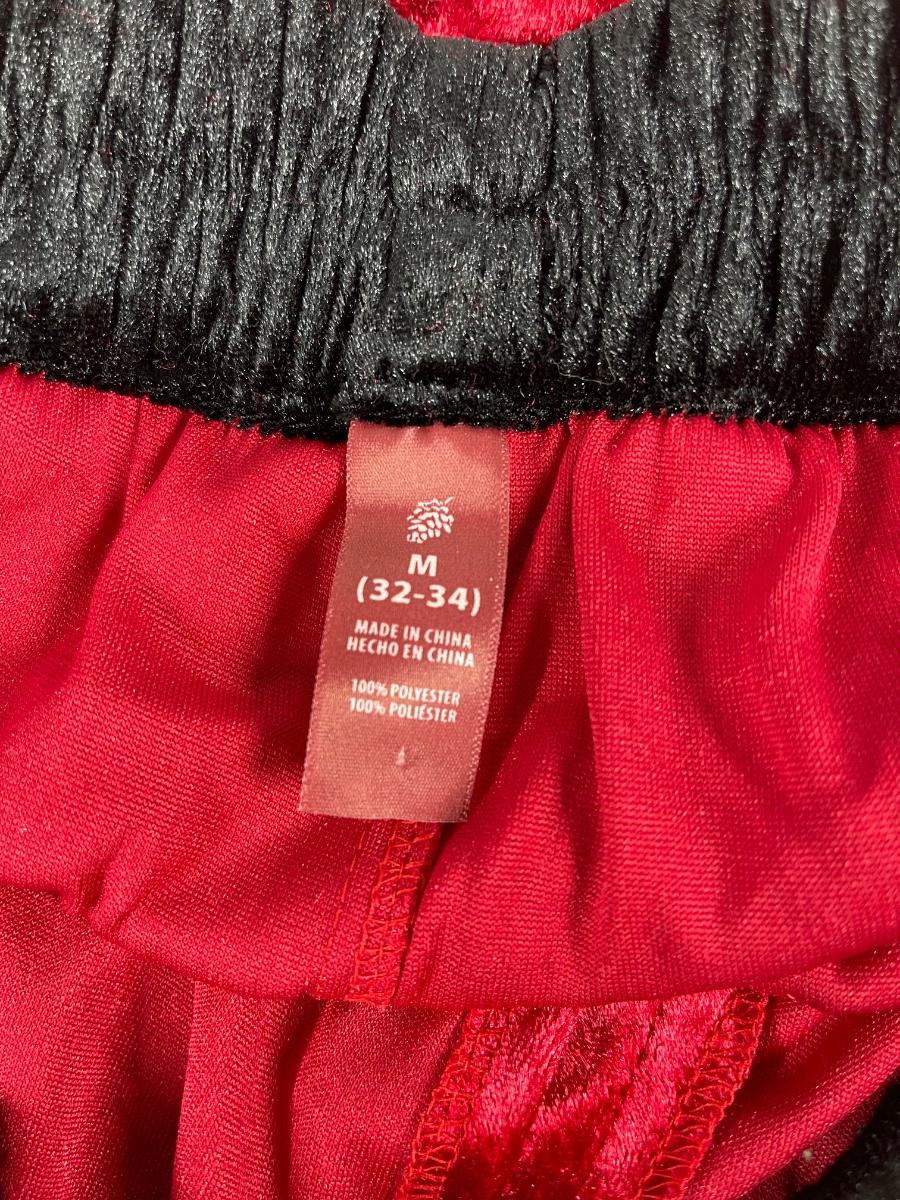 M
(32-34)
MADE IN CHINA
HECHO EN CHINA
100% POLYESTER
100% POLIÉSTER